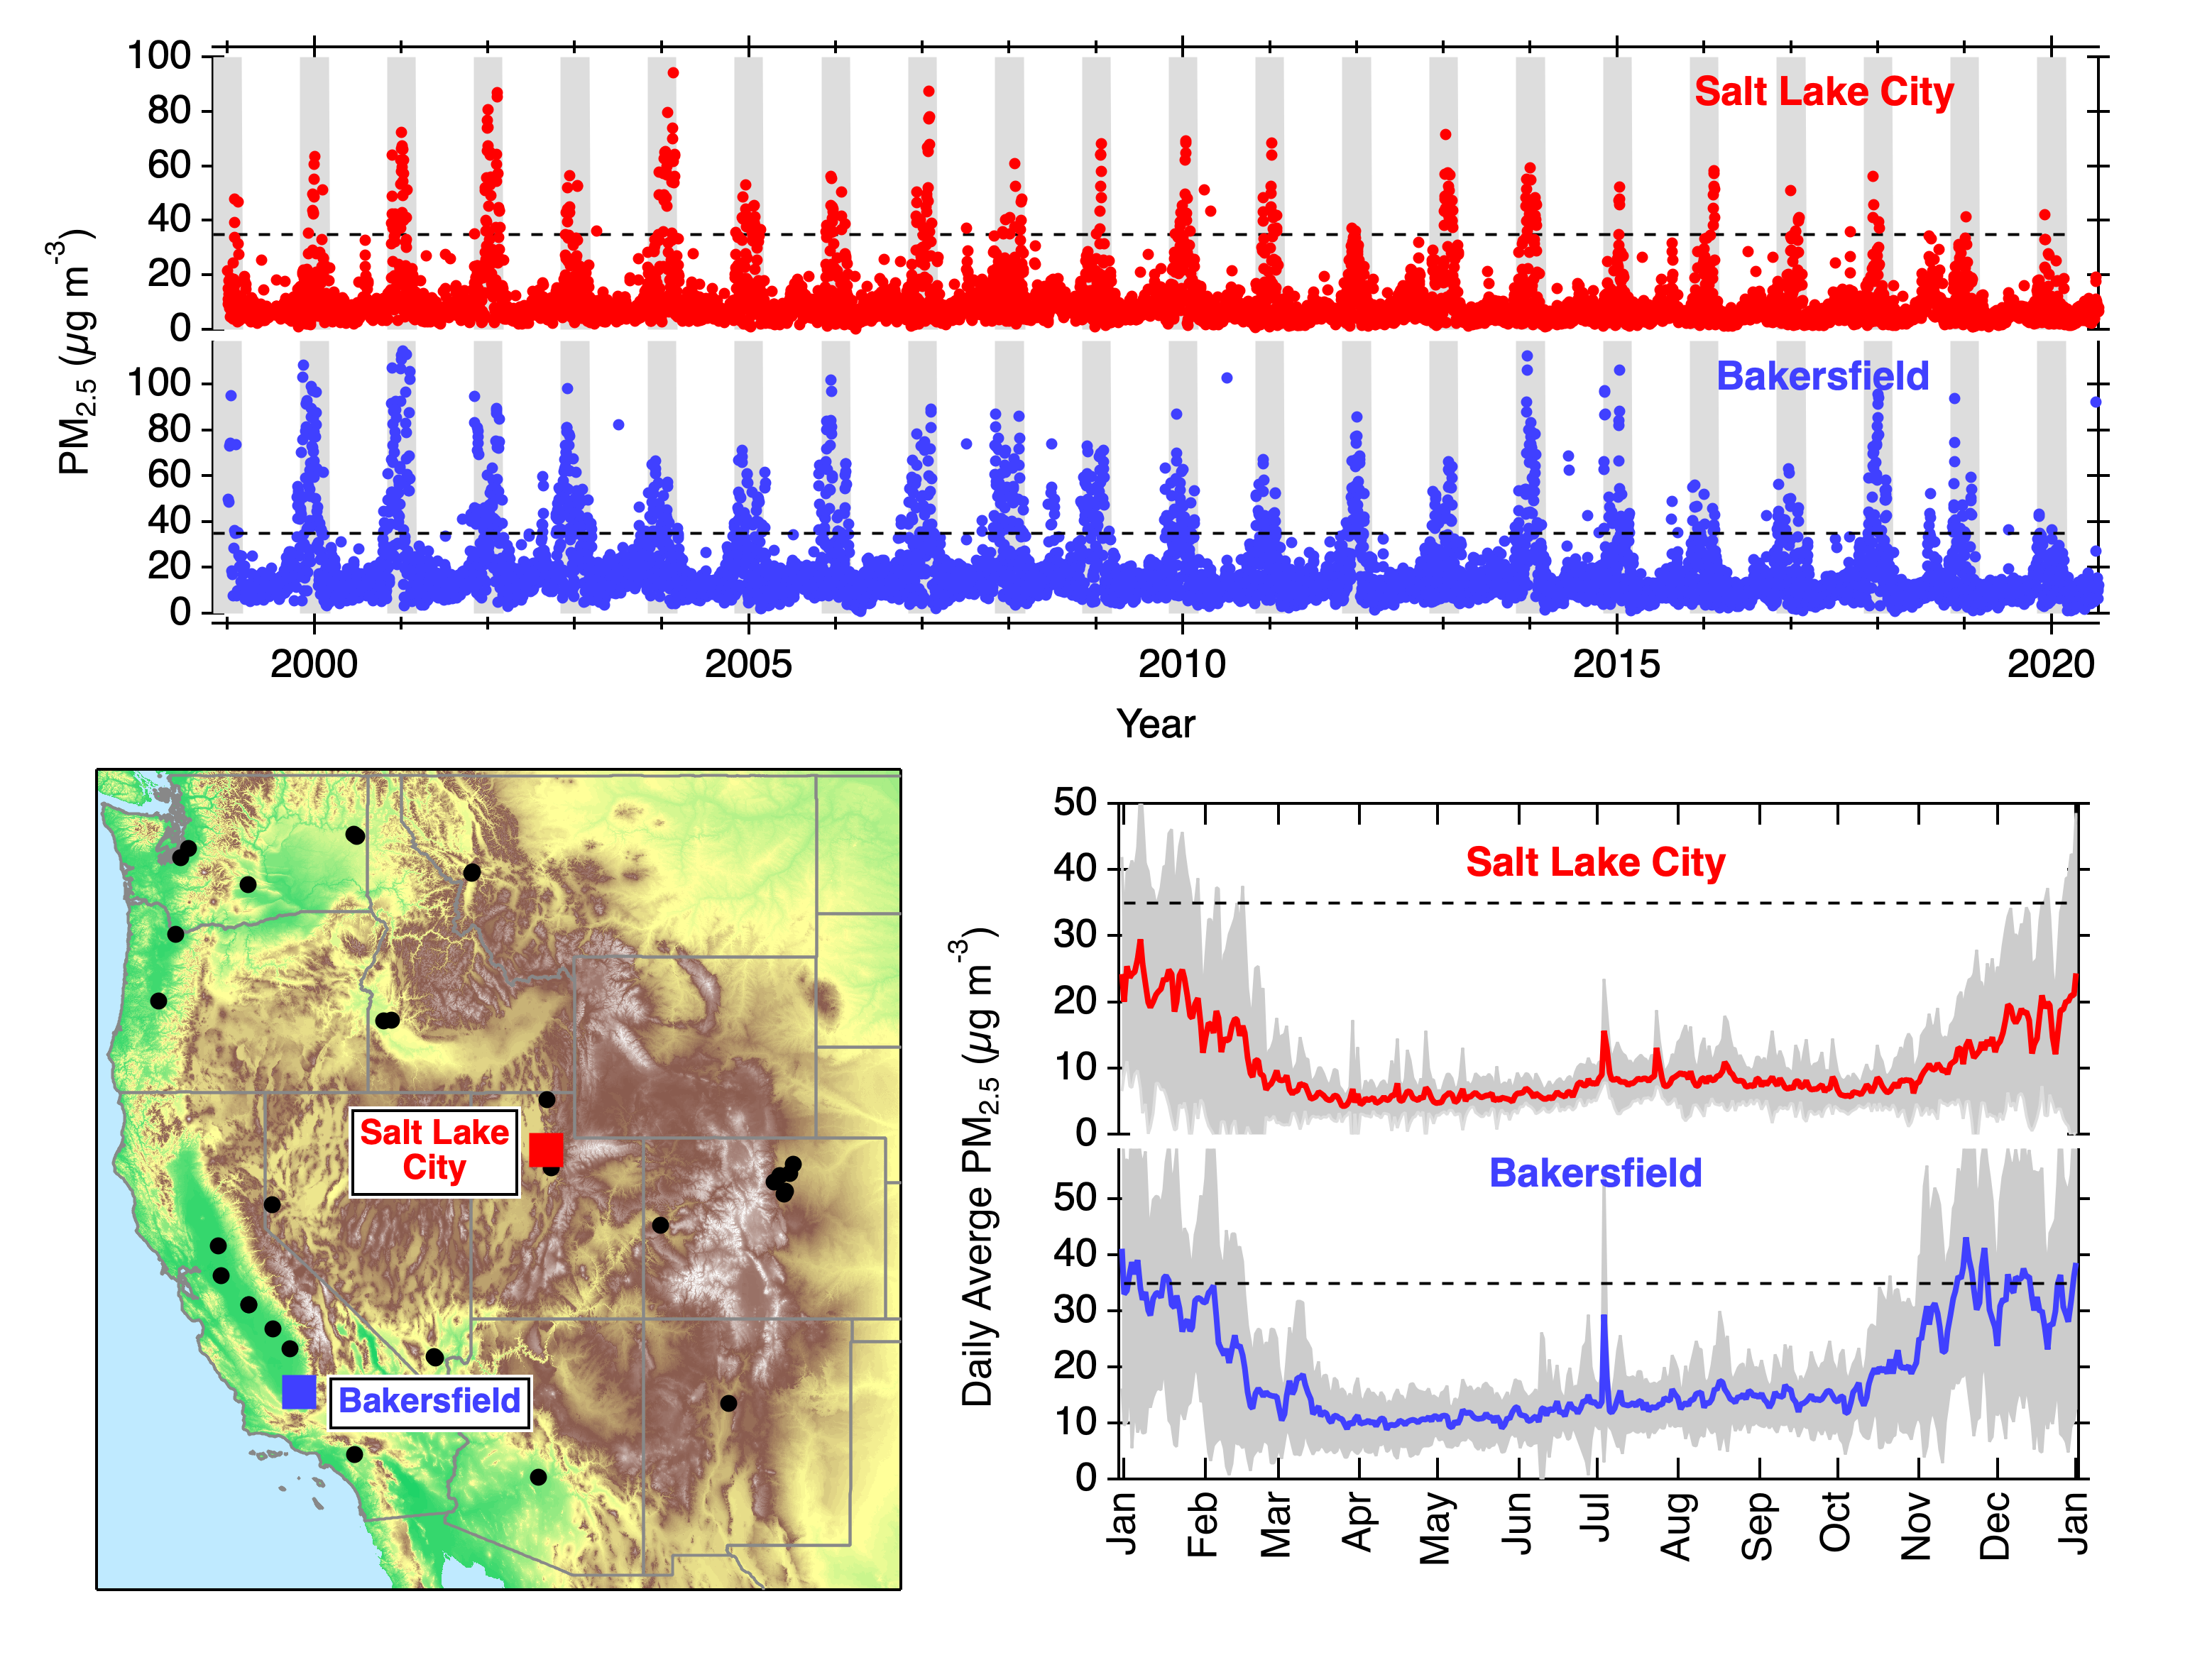 100
80
60
40
20
0
Salt Lake City
PM2.5 (µg m-3)
100
80
60
40
20
0
Bakersfield
2000 2005 2010 2015 2020
Year
Salt Lake
City
Bakersfield
Daily Average PM2.5 (µg m-3)
50
40
30
20
10
0
Salt Lake City
50
40
30
20
10
0
Bakersfield
Jan Feb Mar Apr May Jun Jul Aug Sep Oct Nov Dec Jan